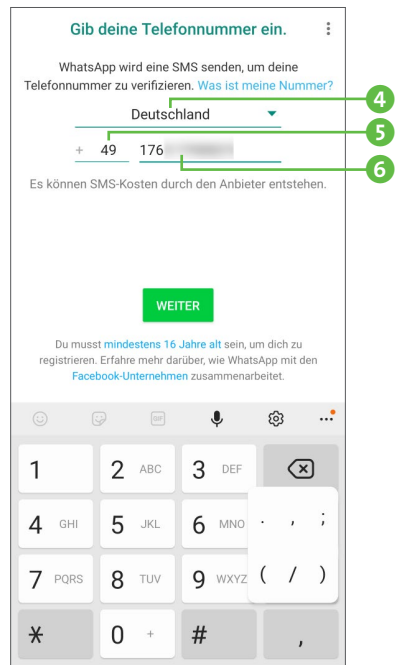 Gib deine Telefonnummer ein.
WhatsApp wird eine SMS senden, um deine
Telefonnummer zu verifizieren. Was ist meine Nummer?
4
Deutschland
5
+ 49 176
6
Es können SMS-Kosten durch den Anbieter entstehen.
WEITER
Du musst mindestens 16 Jahre alt sein, um dich zu
registrieren. Erfahre mehr darüber, wie WhatsApp mit den
Facebook-Unternehmen zusammenarbeitet.
GIF
1 2 ABC 3 DEF
4 GHI 5 JKL 6 MNO . , ;
7 PQRS 8 TUV 9 WXYZ ( / )
* 0 + # ,